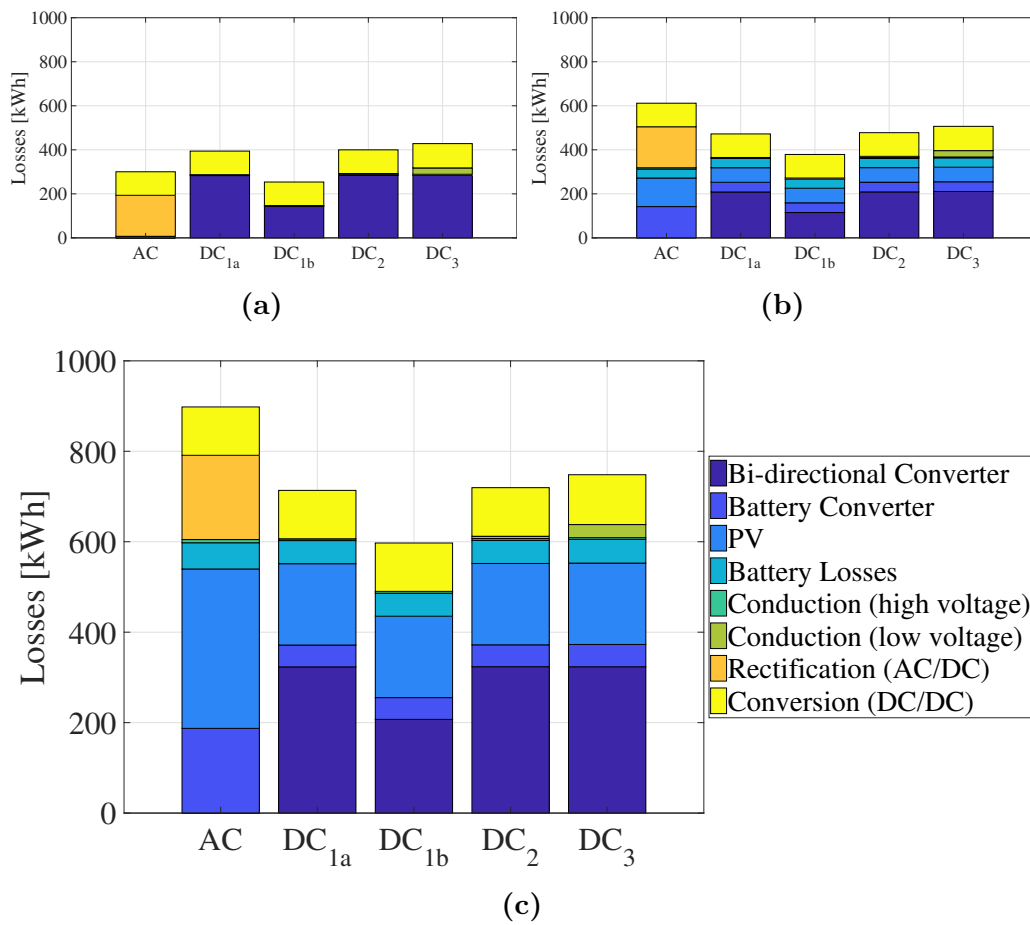 1000
800
600
400
200
0
Losses [kWh]
AC DC1a DC1b DC2 DC3
(a)
1000
800
600
400
200
0
Losses [kWh]
AC DC1a DC1b DC2 DC3
(b)
1000
800
600
400
200
0
Losses [kWh]
AC DC1a DC1b DC2 DC3
Bi-directional Converter
Battery Converter
PV
Battery Losses
Conduction (high voltage)
Conduction (low voltage)
Rectification (AC/DC)
Conversion (DC/DC)
(c)